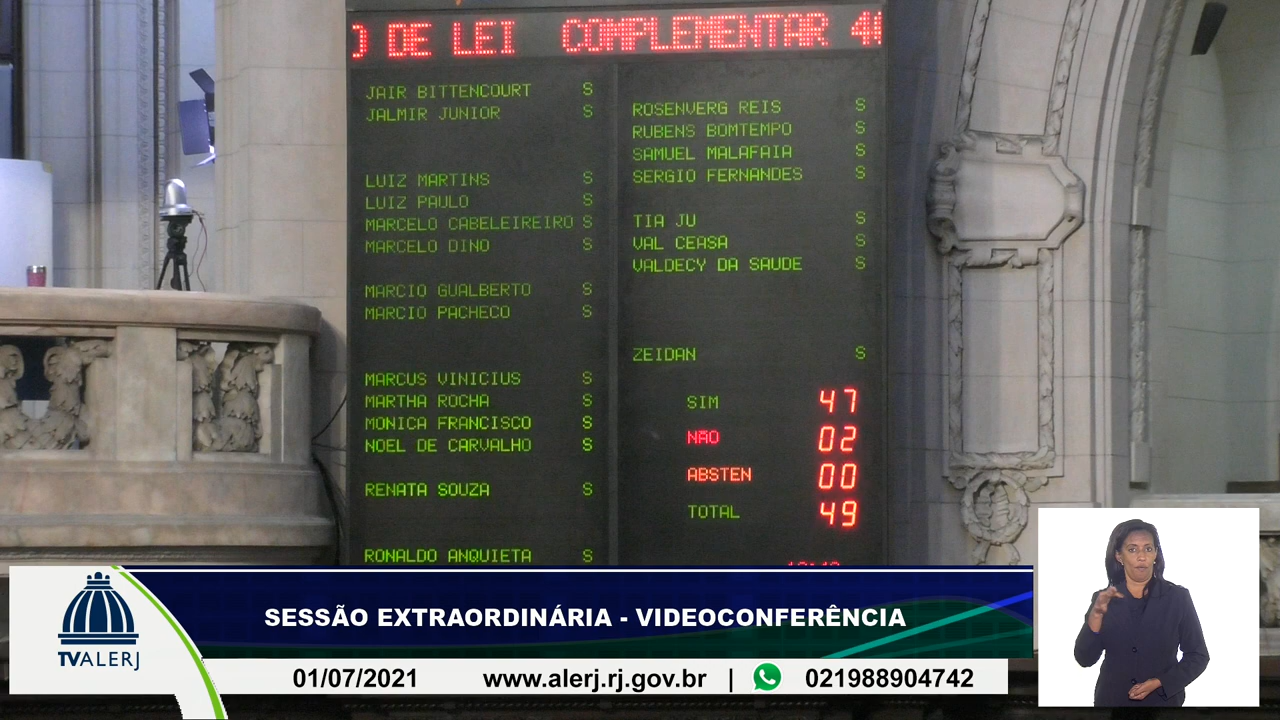 DE LEI COMPLEMENTAR
JAIR BITTENCOURT S
JALMIR JUNIOR S
LUIZ MARTINS S
LUIZ PAULO S
MARCELO CABELEIREIRO S
MARCELO DINO S
MARCIO GUALBERTO S
MARCIO PACHECO S
MARCUS VINICIUS S
MARTHA ROCHA S
MONICA FRANCISCO S
NOEL DE CARVALHO S
RENATA SOUZA S
RONALDO ANQUIETA S
ROSENVERG REIS S
RUBENS BOMTEMPO S
SAMUEL MALAFAIA S
SERGIO FERNANDES S
TIA JU S
VAL CEASA S
VALDECY DA SAUDE S
ZEIDAN S
SIM 47
NÃO 02
ABSTEN 00
TOTAL 49
SESSÃO EXTRAORDINÁRIA - VIDEOCONFERÊNCIA
TVALERJ
01/07/2021 www.alerj.rj.gov.br | 021988904742